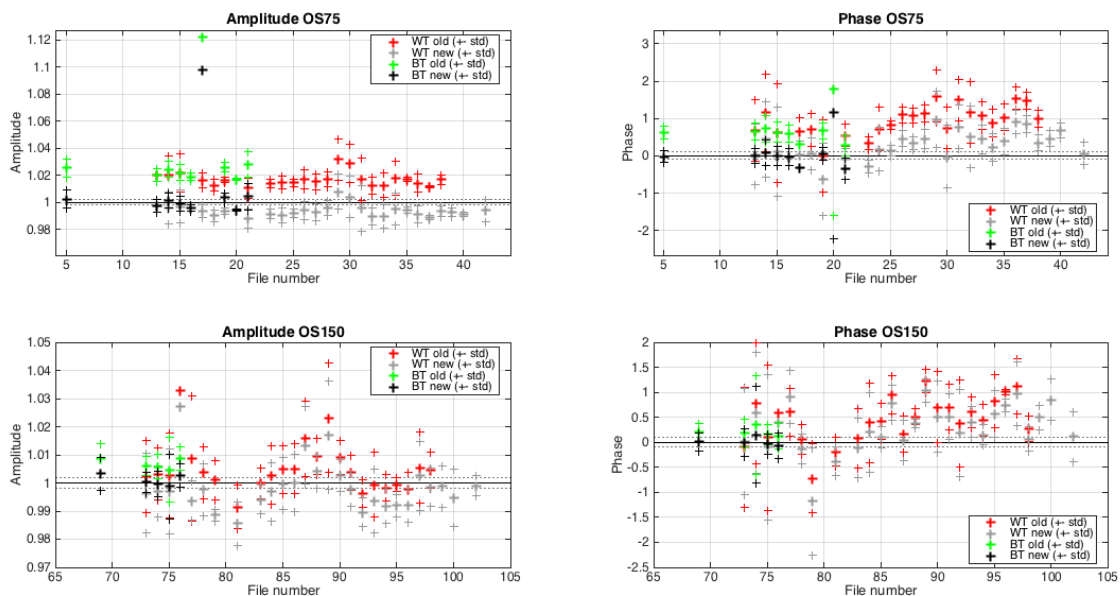 Amplitude OS75
1.12
1.1
1.08
1.06
1.04
1.02
1
0.98
Amplitude
5
10
15
20
25
30
35
40
File number
WT old (+- std)
WT new (+- std)
BT old (+- std)
BT new (+- std)
Phase OS75
3
2
1
0
-1
-2
Phase
5
10
15
20
25
30
35
40
File number
WT old (+- std)
WT new (+- std)
BT old (+- std)
BT new (+- std)
Amplitude OS150
1.05
1.04
1.03
1.02
1.01
1
0.99
0.98
0.97
Amplitude
65
70
75
80
85
90
95
100
105
File number
WT old (+- std)
WT new (+- std)
BT old (+- std)
BT new (+- std)
Phase OS150
2
1.5
1
0.5
0
-0.5
-1
-1.5
-2
-2.5
Phase
65
70
75
80
85
90
95
100
105
File number
WT old (+- std)
WT new (+- std)
BT old (+- std)
BT new (+- std)